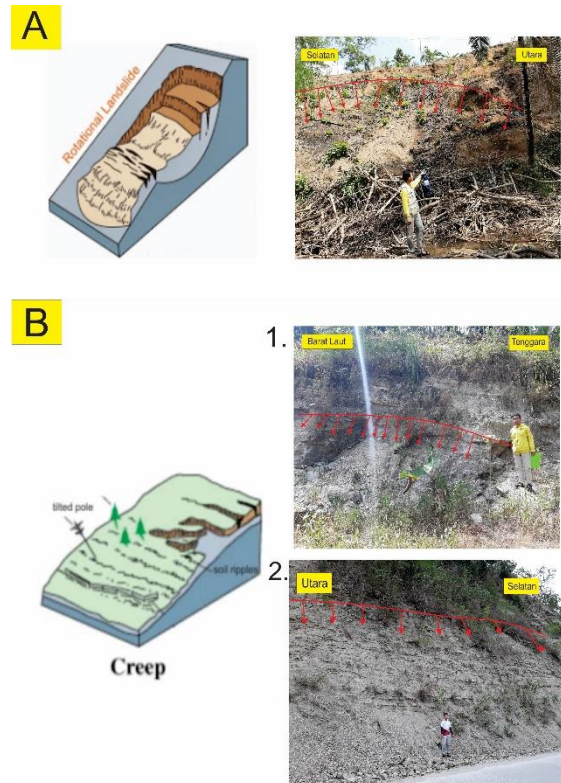 A
Rotational Landslide
Selatan
Utara
B
1.
Barat Laut
Tenggara
tilted pole
soil ripples
Creep
2.
Utara
Selatan